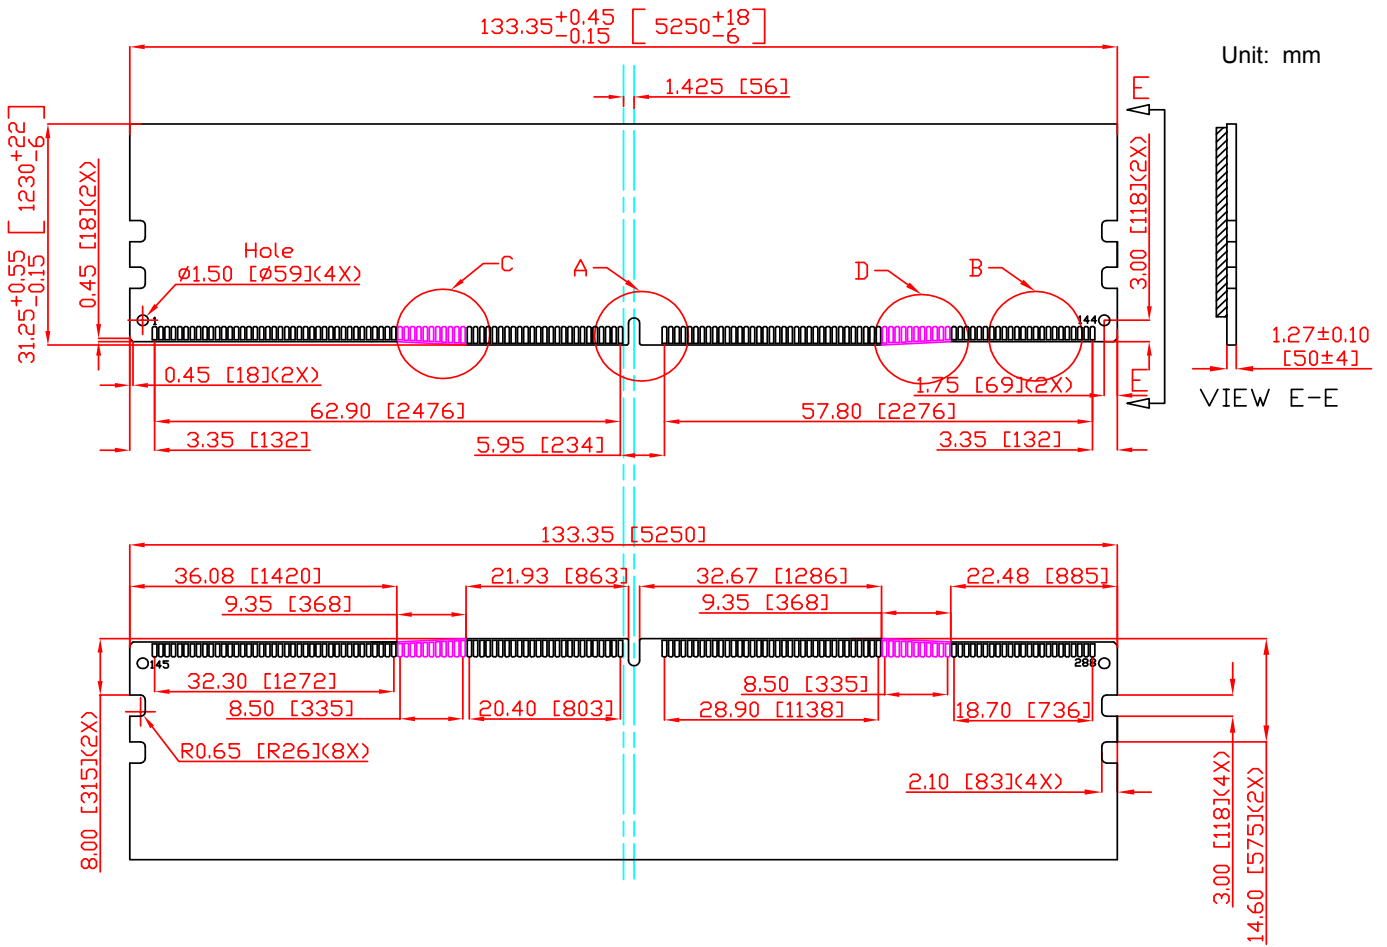 133.35+0.45-0.15 [ 5250+18-6 ]
Unit: mm
1.425 [56]
E
31.25+0.55-0.15 [ 1230+22-6 ]
0.45 [18](2X)
3.00 [118](2X)
Hole
ø1.50 [ø59](4X)
C
A
D
B
1
144
1.27±0.10
[50±4]
0.45 [18](2X)
1.75 [69](2X)
E
VIEW E-E
62.90 [2476]
57.80 [2276]
3.35 [132]
5.95 [234]
3.35 [132]
133.35 [5250]
36.08 [1420]
21.93 [863]
32.67 [1286]
22.48 [885]
9.35 [368]
9.35 [368]
145
288
32.30 [1272]
8.50 [335]
8.50 [335]
20.40 [803]
28.90 [1138]
18.70 [736]
R0.65 [R26](8X)
2.10 [83](4X)
8.00 [315](2X)
3.00 [118](4X)
14.60 [575](2X)